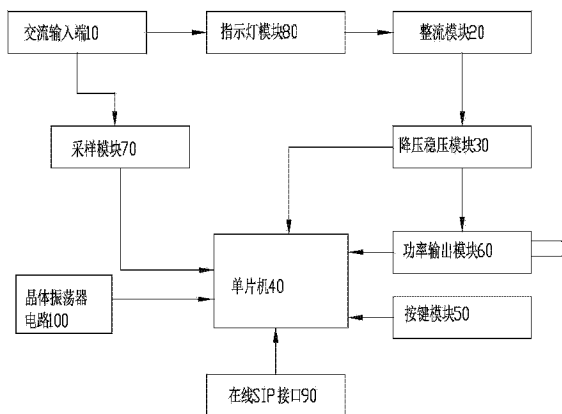 交流输入端10
指示灯模块80
整流模块20
采样模块70
降压稳压模块30
单片机40
功率输出模块60
晶体振荡器
电路100
按键模块50
在线SIP接口90